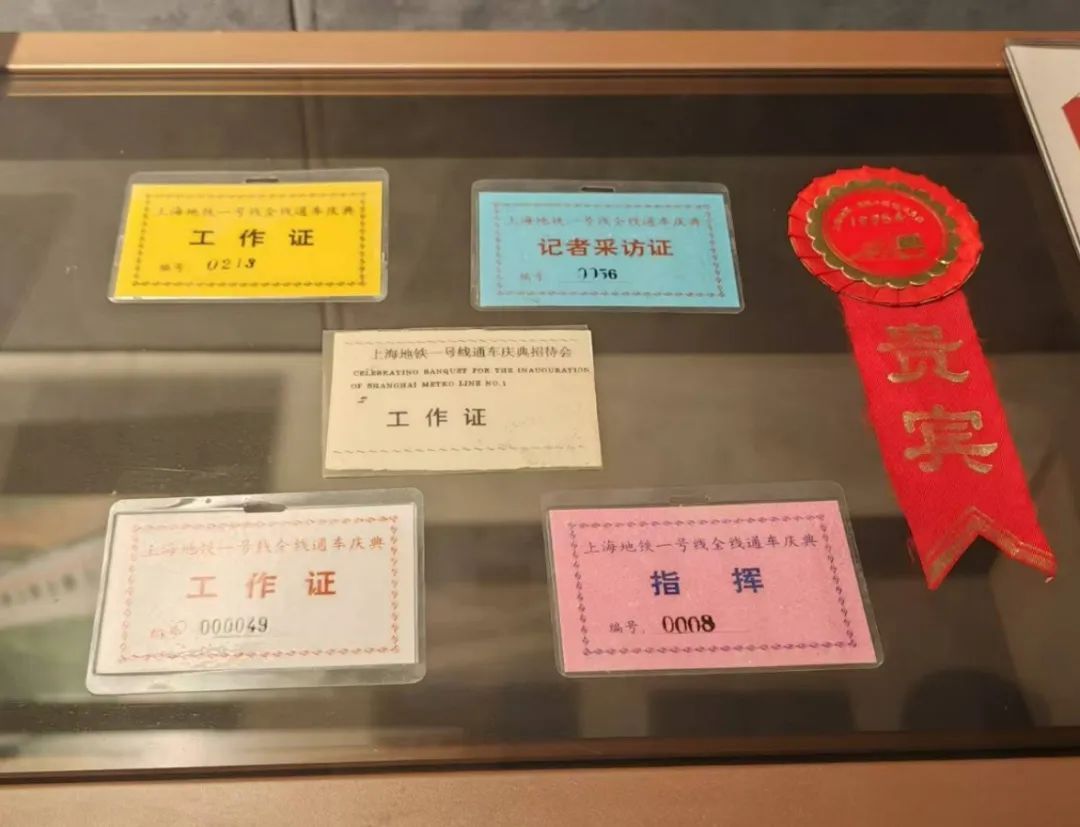 上海地铁一号线全线通车庆典
工作证
编号 0213
上海地铁一号线全线通车庆典
记者采访证
编号 0056
贵
宾
上海地铁一号线通车庆典招待会
CELEBRATING BANQUET FOR THE INAUGURATION
OF SHANGHAI METRO LINE NO.1
工作证
上海地铁一号线全线通车庆典
工作证
编号 000049
上海地铁一号线全线通车庆典
指挥
编号: 0008